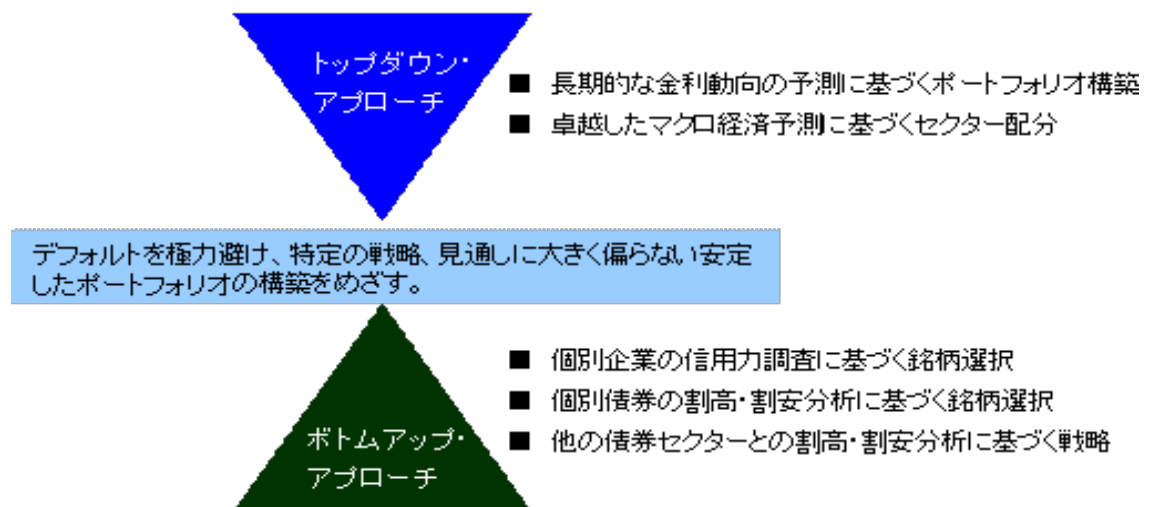 トップダウン・
アプローチ
■ 長期的な金利動向の予測に基づくポートフォリオ構築
■ 卓越したマクロ経済予測に基づくセクター配分
デフォルトを極力避け、特定の戦略、見通しに大きく偏らない安定
したポートフォリオの構築をめざす。
■ 個別企業の信用力調査に基づく銘柄選択
■ 個別債券の割高・割安分析に基づく銘柄選択
■ 他の債券セクターとの割高・割安分析に基づく戦略
ボトムアップ・
アプローチ